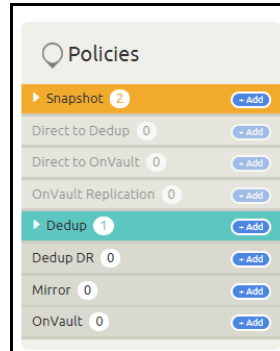 Policies
Snapshot 2 + Add
Direct to Dedup 0 + Add
Direct to OnVault 0 + Add
OnVault Replication 0 + Add
Dedup 1 + Add
Dedup DR 0 + Add
Mirror 0 + Add
OnVault 0 + Add